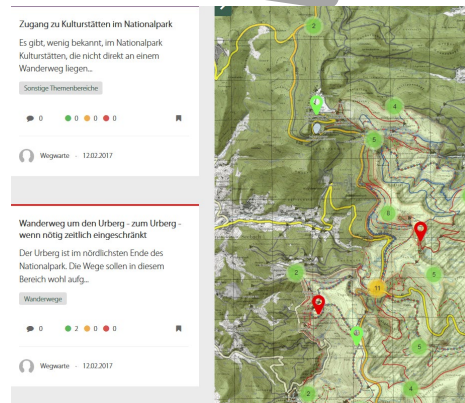 Zugang zu Kulturstätten im Nationalpark
Es gibt, wenig bekannt, im Nationalpark
Kulturstätten, die nicht direkt an einem
Wanderweg liegen...
Sonstige Themenbereiche
0 0 0 0
Wegwarte - 12.02.2017
Wanderweg um den Urberg - zum Urberg -
wenn nötig zeitlich eingeschränkt
Der Urberg ist im nördlichsten Ende des
Nationalpark. Die Wege sollen in diesem
Bereich wohl aufg...
Wanderwege
0 2 0 0
Wegwarte - 12.02.2017
2
4
5
6
2
5
11
5
4
2